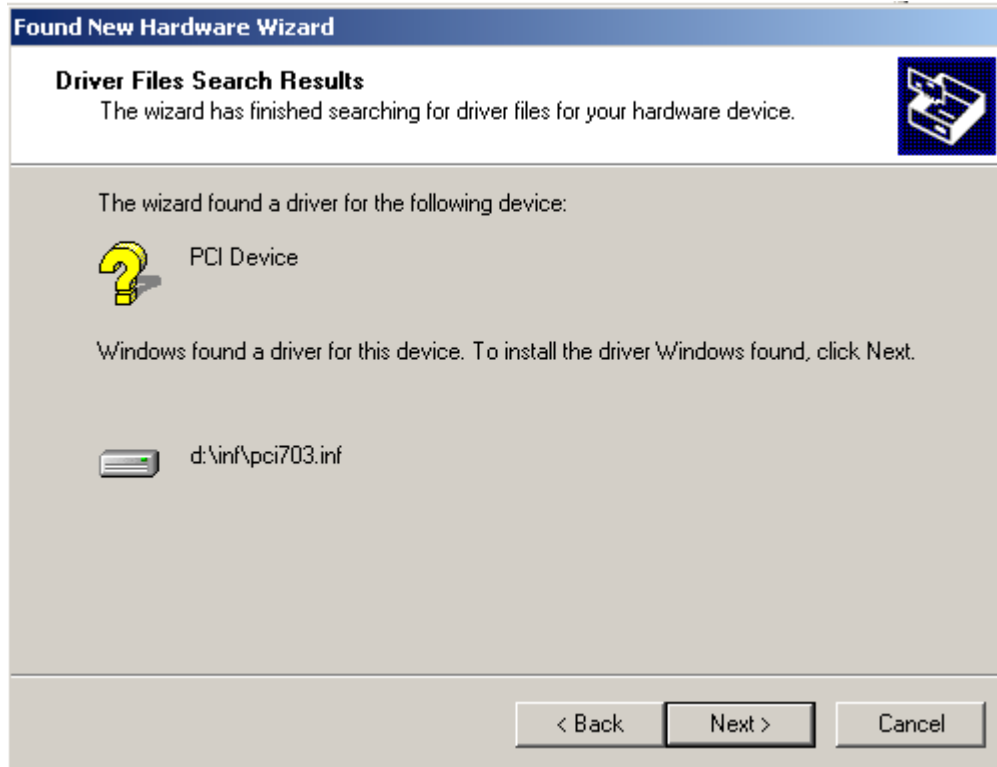 Found New Hardware Wizard
Driver Files Search Results
The wizard has finished searching for driver files for your hardware device.
The wizard found a driver for the following device:
PCI Device
Windows found a driver for this device. To install the driver Windows found, click Next.
d:\inf\pci703.inf
< Back
Next >
Cancel